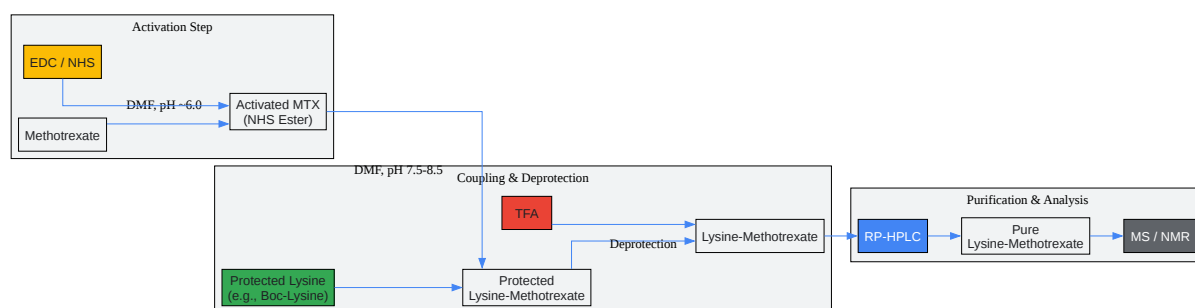 Activation Step
EDC / NHS
DMF, pH ~6.0
Methotrexate
Activated MTX
(NHS Ester)
DMF, pH 7.5-8.5
Coupling & Deprotection
TFA
Deprotection
Lysine-Methotrexate
Protected Lysine
(e.g., Boc-Lysine)
Protected
Lysine-Methotrexate
Purification & Analysis
RP-HPLC
Pure
Lysine-Methotrexate
MS / NMR